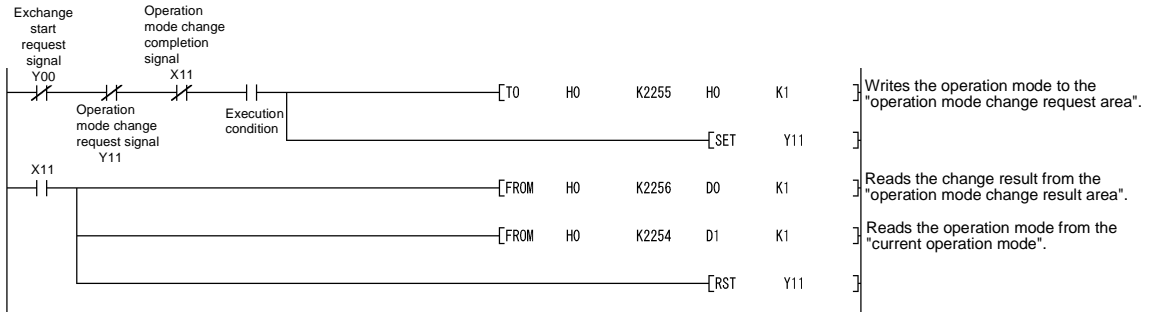 Exchange
start
request
signal
Y00
Operation
mode change
completion
signal
X11
Operation
mode change
request signal
Y11
Execution
condition
[TO H0 K2255 H0 K1 ]
Writes the operation mode to the
"operation mode change request area".
[SET Y11 ]
X11
[FROM H0 K2256 D0 K1 ]
Reads the change result from the
"operation mode change result area".
[FROM H0 K2254 D1 K1 ]
Reads the operation mode from the
"current operation mode".
[RST Y11 ]